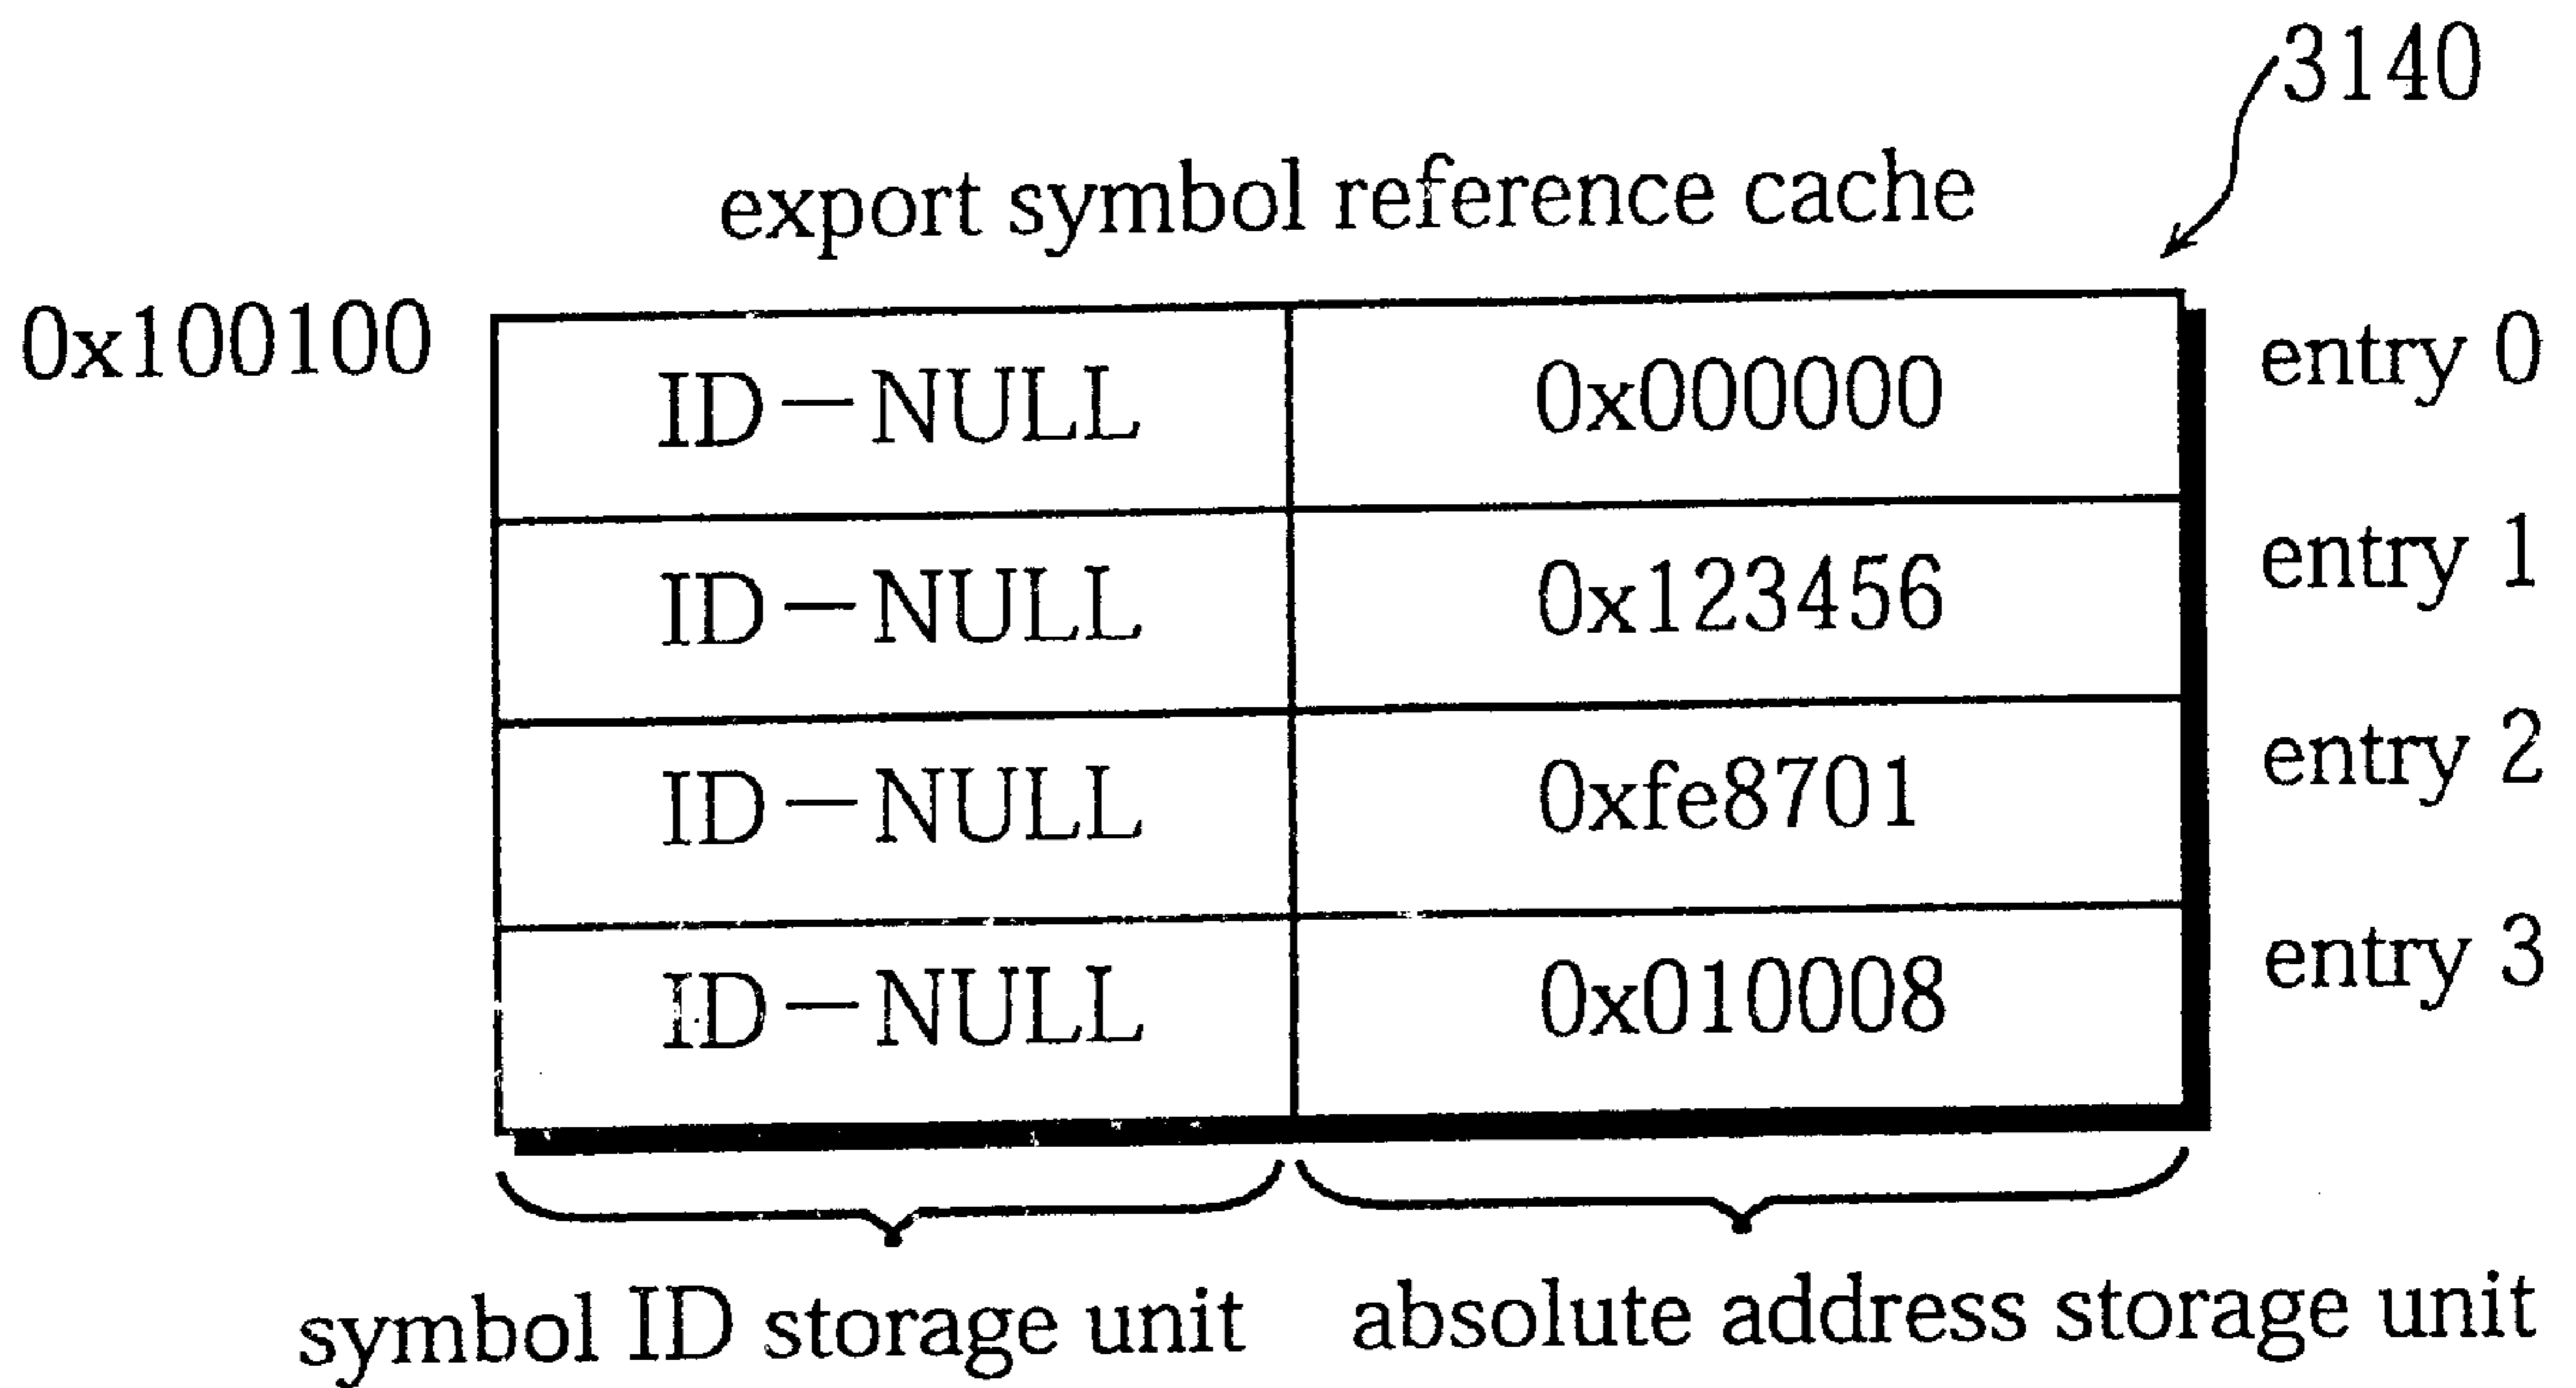 3140
export symbol reference cache
0x100100 ID−NULL 0x000000 entry 0
ID−NULL 0x123456 entry 1
ID−NULL 0xfe8701 entry 2
ID−NULL 0x010008 entry 3
symbol ID storage unit absolute address storage unit